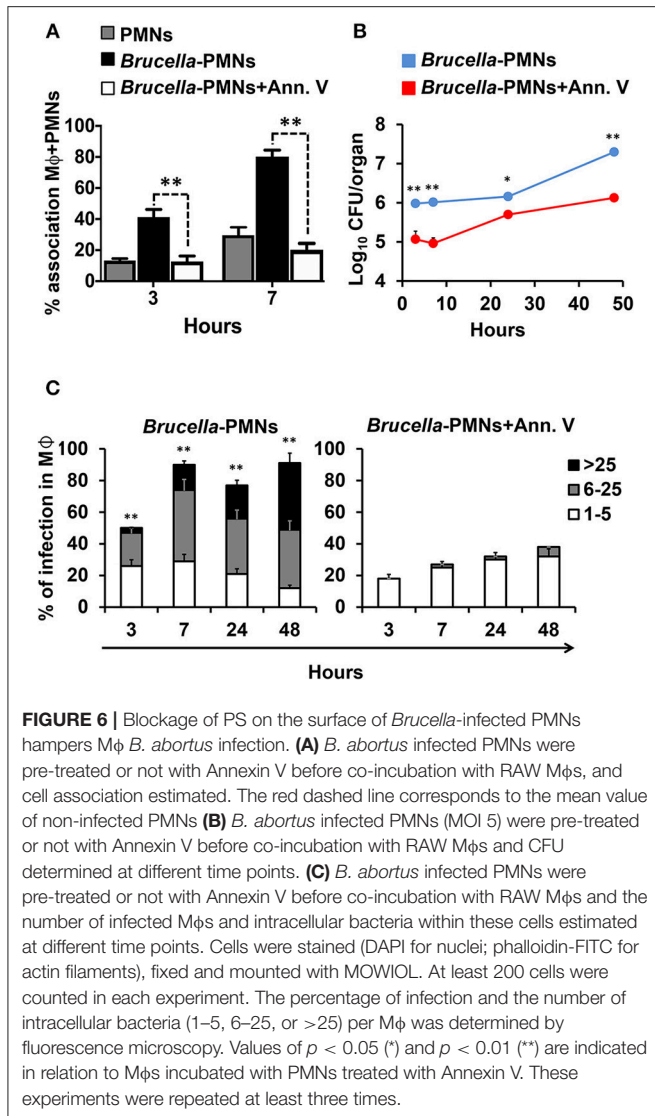 A
PMNs
Brucella-PMNs
Brucella-PMNs+Ann. V
% association Mϕ+PMNs
100
80
60
40
20
0
**
**
3
7
Hours
B
Brucella-PMNs
Brucella-PMNs+Ann. V
Log10 CFU/organ
8
7
6
5
4
**
**
*
**
0
10
20
30
40
50
Hours
C
Brucella-PMNs
Brucella-PMNs+Ann. V
% of infection in Mϕ
100
80
60
40
20
0
**
**
**
**
3
7
24
48
100
80
60
40
20
0
>25
6-25
1-5
3
7
24
48
Hours
FIGURE 6 | Blockage of PS on the surface of Brucella-infected PMNs
hampers Mϕ B. abortus infection. (A) B. abortus infected PMNs were
pre-treated or not with Annexin V before co-incubation with RAW Mϕs, and
cell association estimated. The red dashed line corresponds to the mean value
of non-infected PMNs (B) B. abortus infected PMNs (MOI 5) were pre-treated
or not with Annexin V before co-incubation with RAW Mϕs and CFU
determined at different time points. (C) B. abortus infected PMNs were
pre-treated or not with Annexin V before co-incubation with RAW Mϕs and the
number of infected Mϕs and intracellular bacteria within these cells estimated
at different time points. Cells were stained (DAPI for nuclei; phalloidin-FITC for
actin filaments), fixed and mounted with MOWIOL. At least 200 cells were
counted in each experiment. The percentage of infection and the number of
intracellular bacteria (1–5, 6–25, or >25) per Mϕ was determined by
fluorescence microscopy. Values of p < 0.05 (*) and p < 0.01 (**) are indicated
in relation to Mϕs incubated with PMNs treated with Annexin V. These
experiments were repeated at least three times.